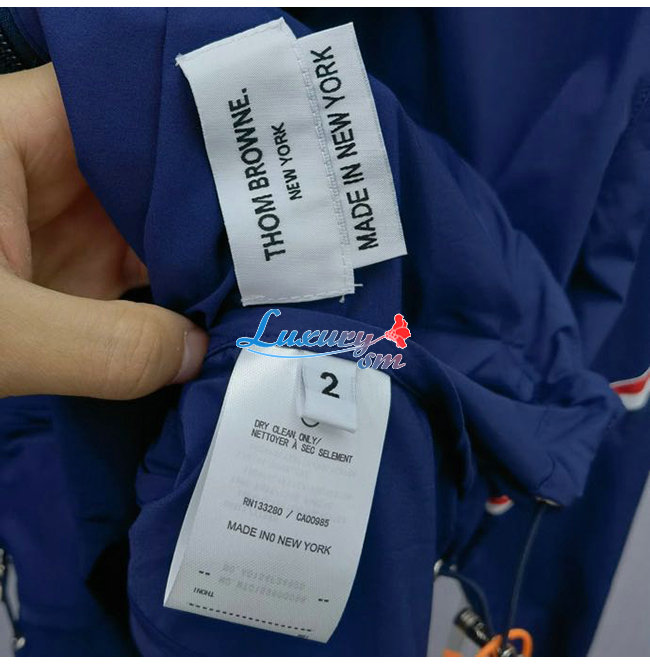 THOM BROWNE.
NEW YORK
MADE IN NEW YORK
Luxury
sm
2
DRY CLEAN ONLY/
NETTOYER À SEC SELEMENT
RN133280 / CA00985
MADE IN0 NEW YORK